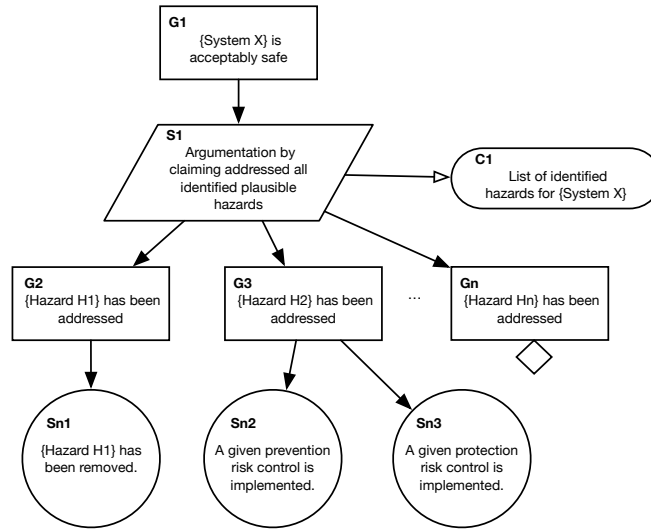 G1
{System X} is
acceptably safe
S1
Argumentation by
claiming addressed all
identified plausible
hazards
C1
List of identified
hazards for {System X}
G2
{Hazard H1} has been
addressed
G3
{Hazard H2} has been
addressed
...
Gn
{Hazard Hn} has been
addressed
Sn1
{Hazard H1} has
been removed.
Sn2
A given prevention
risk control is
implemented.
Sn3
A given protection
risk control is
implemented.